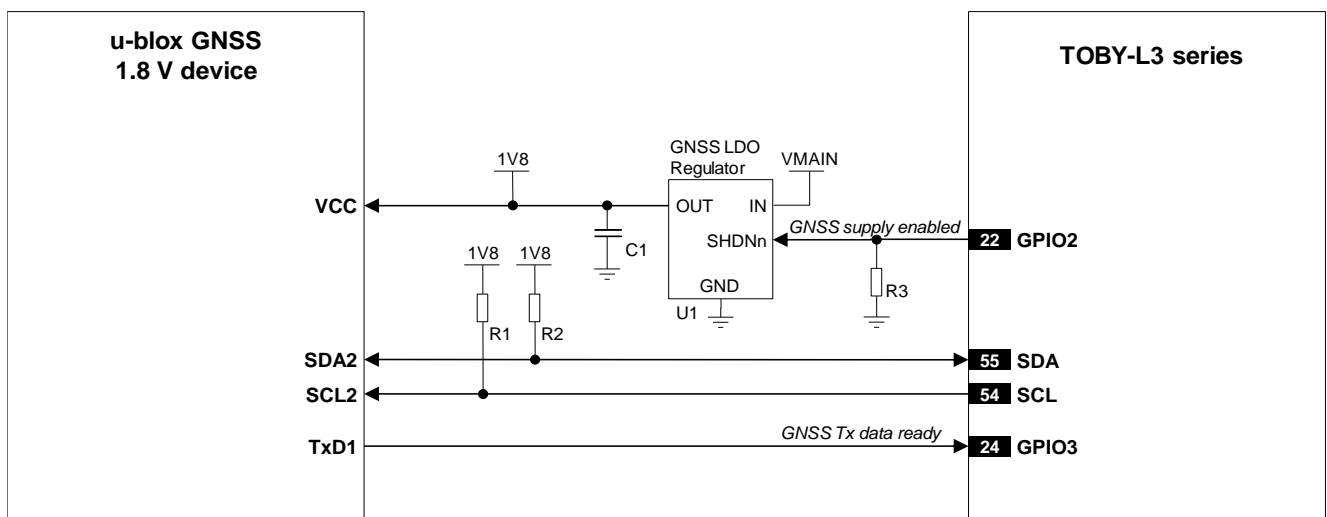 u-blox GNSS
1.8 V device
TOBY-L3 series
GNSS LDO
Regulator
1V8
VMAIN
VCC
OUT
IN
GNSS supply enabled
SHDNn
22
GPIO2
C1
1V8
1V8
GND
R3
U1
R1
R2
SDA2
55
SDA
SCL2
54
SCL
GNSS Tx data ready
TxD1
24
GPIO3